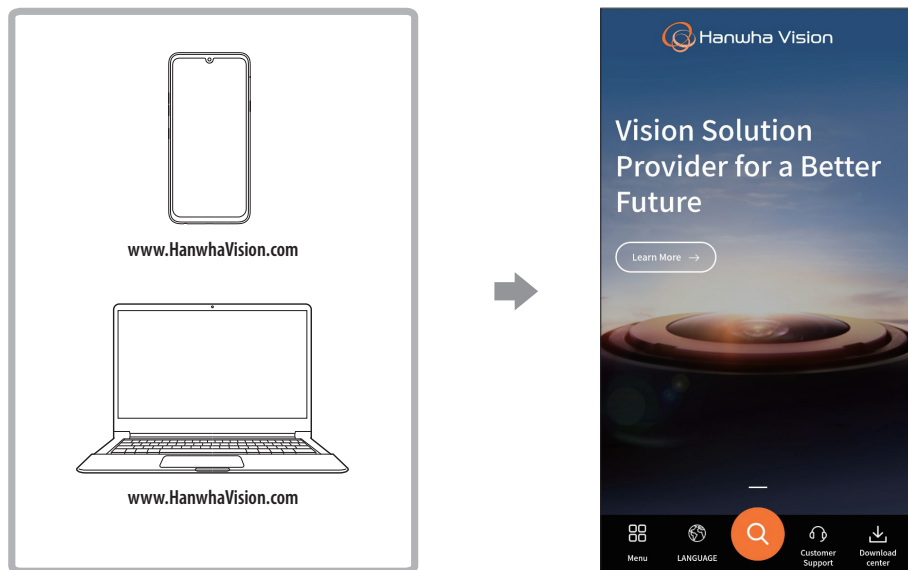 www.HanwhaVision.com
www.HanwhaVision.com
Hanwha Vision
Vision Solution
Provider for a Better
Future
Learn More →
Menu
LANGUAGE
Customer
Support
Download
center